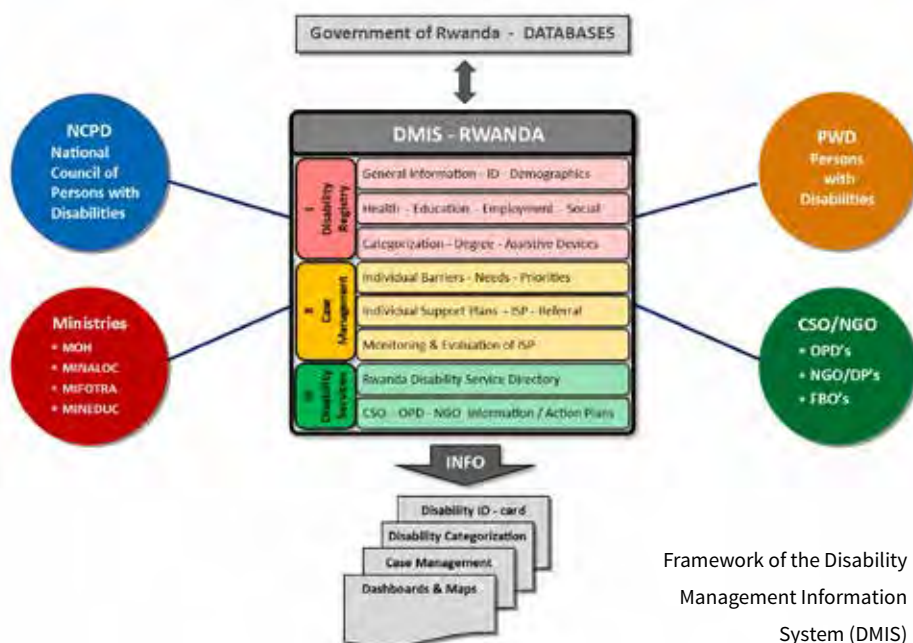 Government of Rwanda - DATABASES
NCPD
National
Council of
Persons with
Disabilities
DMIS - RWANDA
PWD
Persons
with
Disabilities
I
Disability
Registry
General Information - ID - Demographics
Health - Education - Employment - Social
Categorization - Degree - Assistive Devices
II
Case
Management
Individual Barriers - Needs - Priorities
Individual Support Plans - ISP - Referral
Monitoring & Evaluation of ISP
Ministries
• MOH
• MINALOC
• MIFOTRA
• MINEDUC
CSO/NGO
• OPD's
• NGO/DP's
• FBO's
III
Disability
Services
Rwanda Disability Service Directory
CSO - OPD - NGO Information / Action Plans
INFO
Disability ID - card
Disability Categorization
Case Management
Dashboards & Maps
Framework of the Disability
Management Information
System (DMIS)